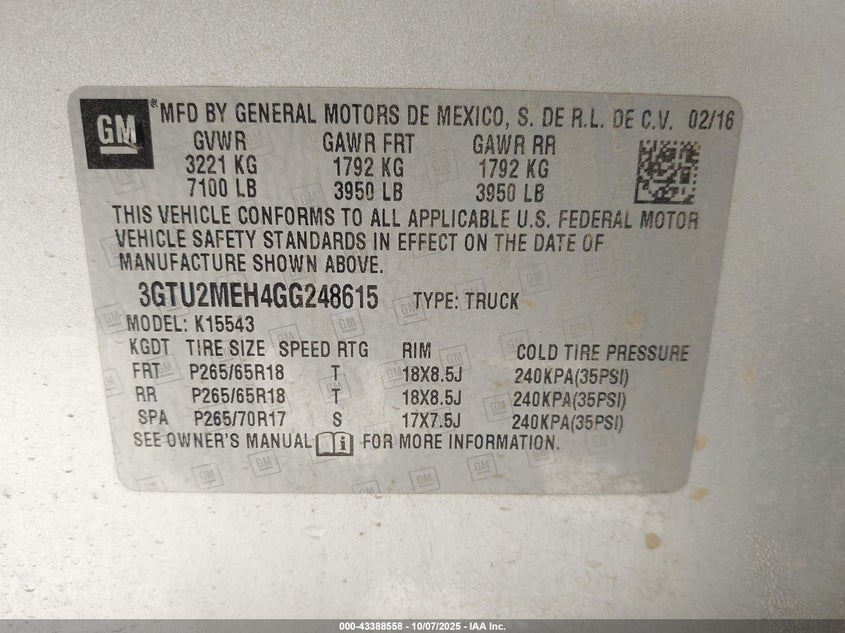 GM ® MFD BY GENERAL MOTORS DE MEXICO, S. DE R.L. DE C.V. 02/16
GVWR GAWR FRT GAWR RR
3221 KG 1792 KG 1792 KG
7100 LB 3950 LB 3950 LB
THIS VEHICLE CONFORMS TO ALL APPLICABLE U.S. FEDERAL MOTOR
VEHICLE SAFETY STANDARDS IN EFFECT ON THE DATE OF
MANUFACTURE SHOWN ABOVE.
3GTU2MEH4GG248615 TYPE: TRUCK
MODEL: K15543
KGDT TIRE SIZE SPEED RTG RIM COLD TIRE PRESSURE
FRT P265/65R18 T 18X8.5J 240KPA(35PSI)
RR P265/65R18 T 18X8.5J 240KPA(35PSI)
SPA P265/70R17 S 17X7.5J 240KPA(35PSI)
SEE OWNER'S MANUAL FOR MORE INFORMATION.
000-43388558 - 10/07/2025 - IAA Inc.